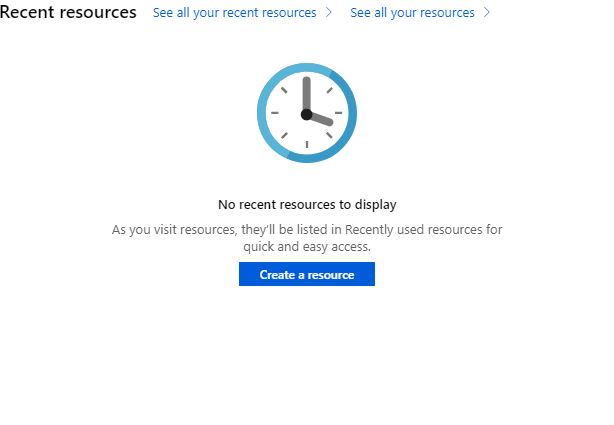 Recent resources See all your recent resources > See all your resources >
No recent resources to display
As you visit resources, they'll be listed in Recently used resources for
quick and easy access.
Create a resource